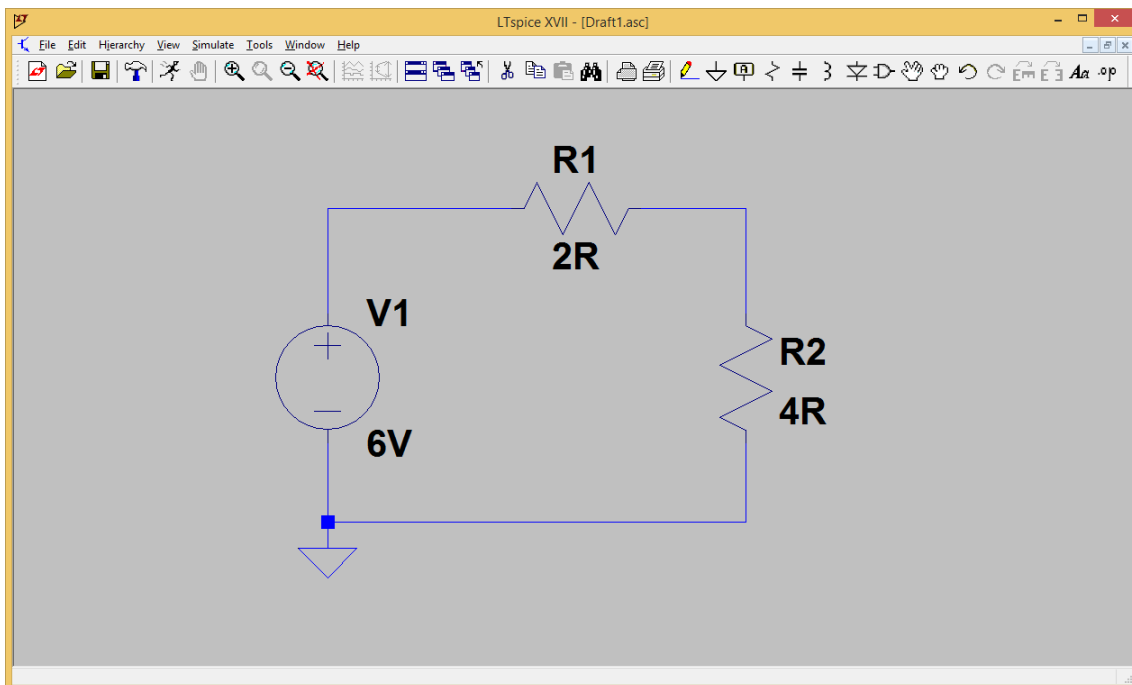 LTspice XVII - [Draft1.asc]
File Edit Hierarchy View Simulate Tools Window Help
Aa .op
R1
2R
V1
6V
R2
4R